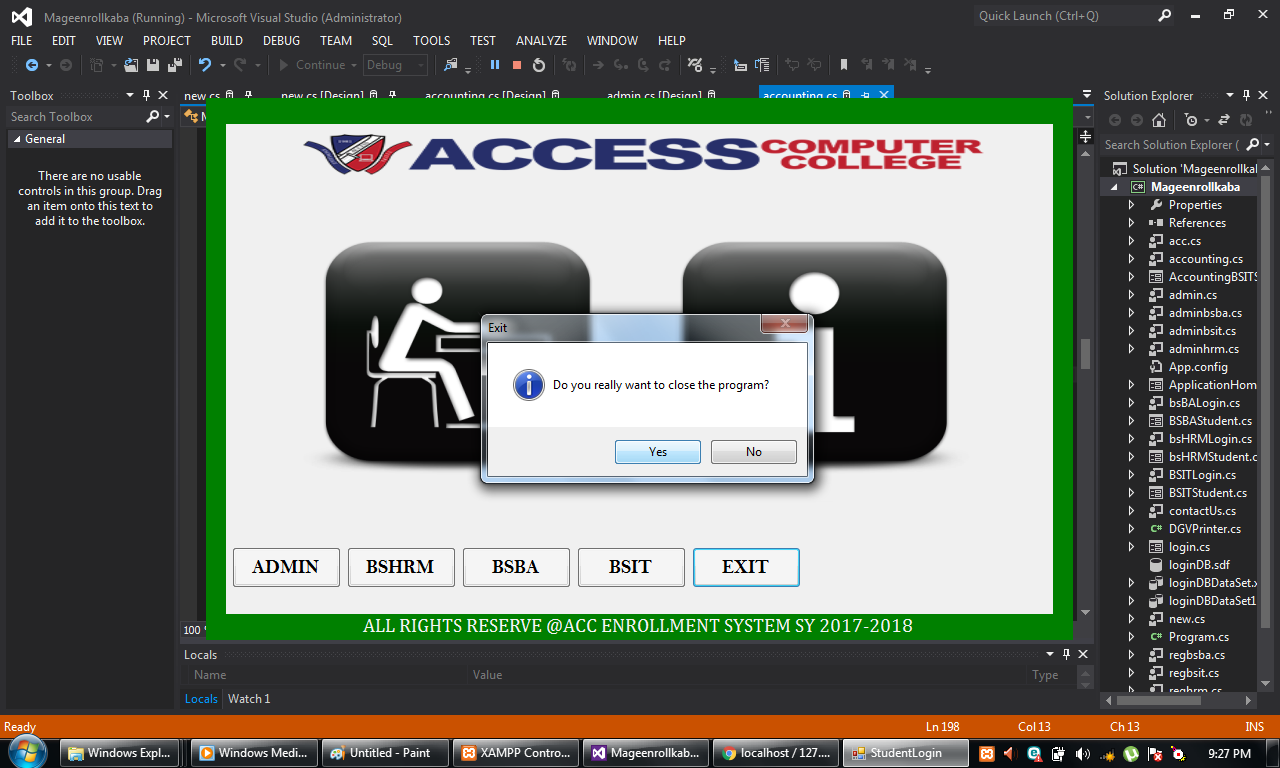 Mageenrollkaba (Running) - Microsoft Visual Studio (Administrator)
Quick Launch (Ctrl+Q)
FILE EDIT VIEW PROJECT BUILD DEBUG TEAM SQL TOOLS TEST ANALYZE WINDOW HELP
Continue Debug
Toolbox
Search Toolbox
General
There are no usable
controls in this group. Drag
an item onto this text to
add it to the toolbox.
new.cs new.cs [Design] accounting.cs [Design] admin.cs [Design] accounting.cs
M
ACCESS COMPUTER COLLEGE
Exit
Do you really want to close the program?
Yes No
ADMIN BSHRM BSBA BSIT EXIT
ALL RIGHTS RESERVE @ACC ENROLLMENT SYSTEM SY 2017-2018
100
Locals
Name Value Type
Locals Watch 1
Solution Explorer
Search Solution Explorer (
Solution 'Mageenrollkal
C# Mageenrollkaba
Properties
References
acc.cs
accounting.cs
AccountingBSITS
admin.cs
adminbsba.cs
adminbsit.cs
adminhrm.cs
App.config
ApplicationHom
bsBALogin.cs
BSBAStudent.cs
bsHRMLogin.cs
bsHRMStudent.c
BSITLogin.cs
BSITStudent.cs
contactUs.cs
C# DGVPrinter.cs
login.cs
loginDB.sdf
loginDBDataSet.x
loginDBDataSet1
new.cs
C# Program.cs
regbsba.cs
regbsit.cs
reghrm.cs
Ready Ln 198 Col 13 Ch 13 INS
Windows Expl... Windows Medi... Untitled - Paint XAMPP Contro... Mageenrollkab... localhost / 127.... StudentLogin 9:27 PM